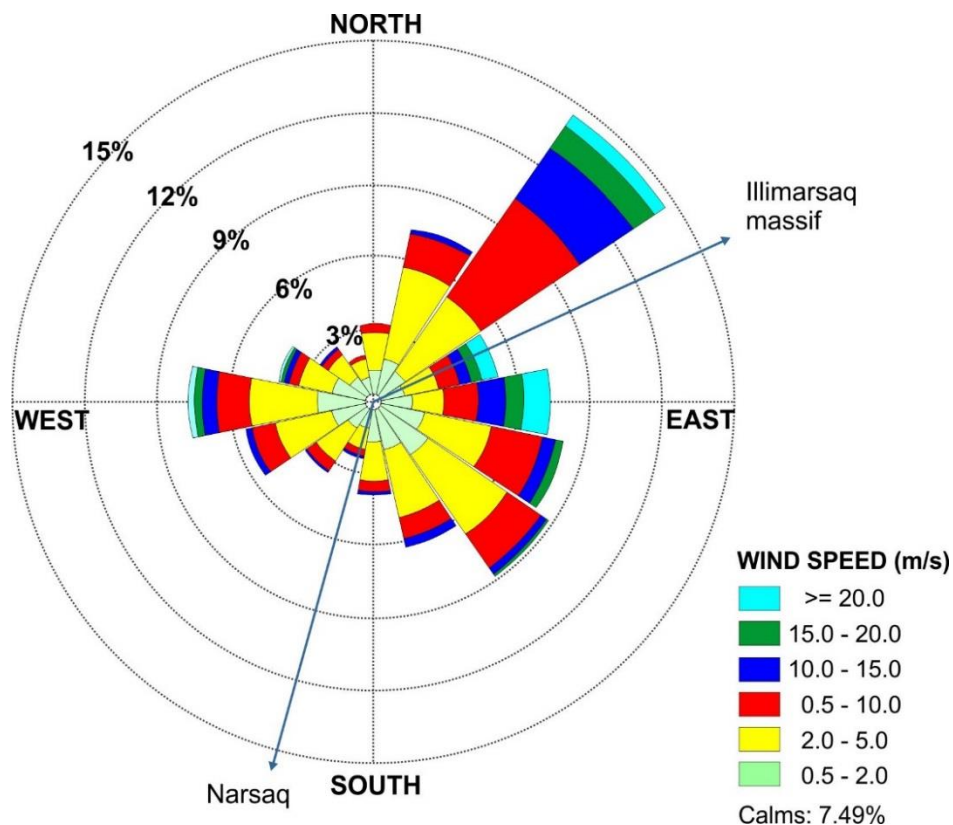 NORTH
15%
12%
9%
6%
3%
Illimarsaq
massif
WEST
EAST
SOUTH
Narsaq
WIND SPEED (m/s)
>= 20.0
15.0 - 20.0
10.0 - 15.0
0.5 - 10.0
2.0 - 5.0
0.5 - 2.0
Calms: 7.49%